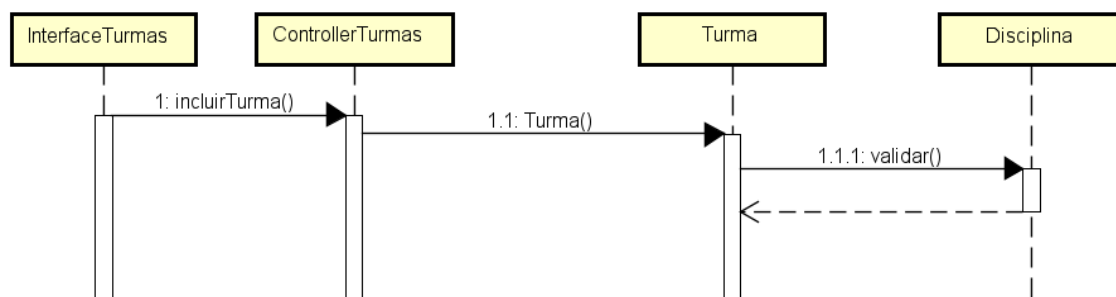 InterfaceTurmas
ControllerTurmas
Turma
Disciplina
1: incluirTurma()
1.1: Turma()
1.1.1: validar()